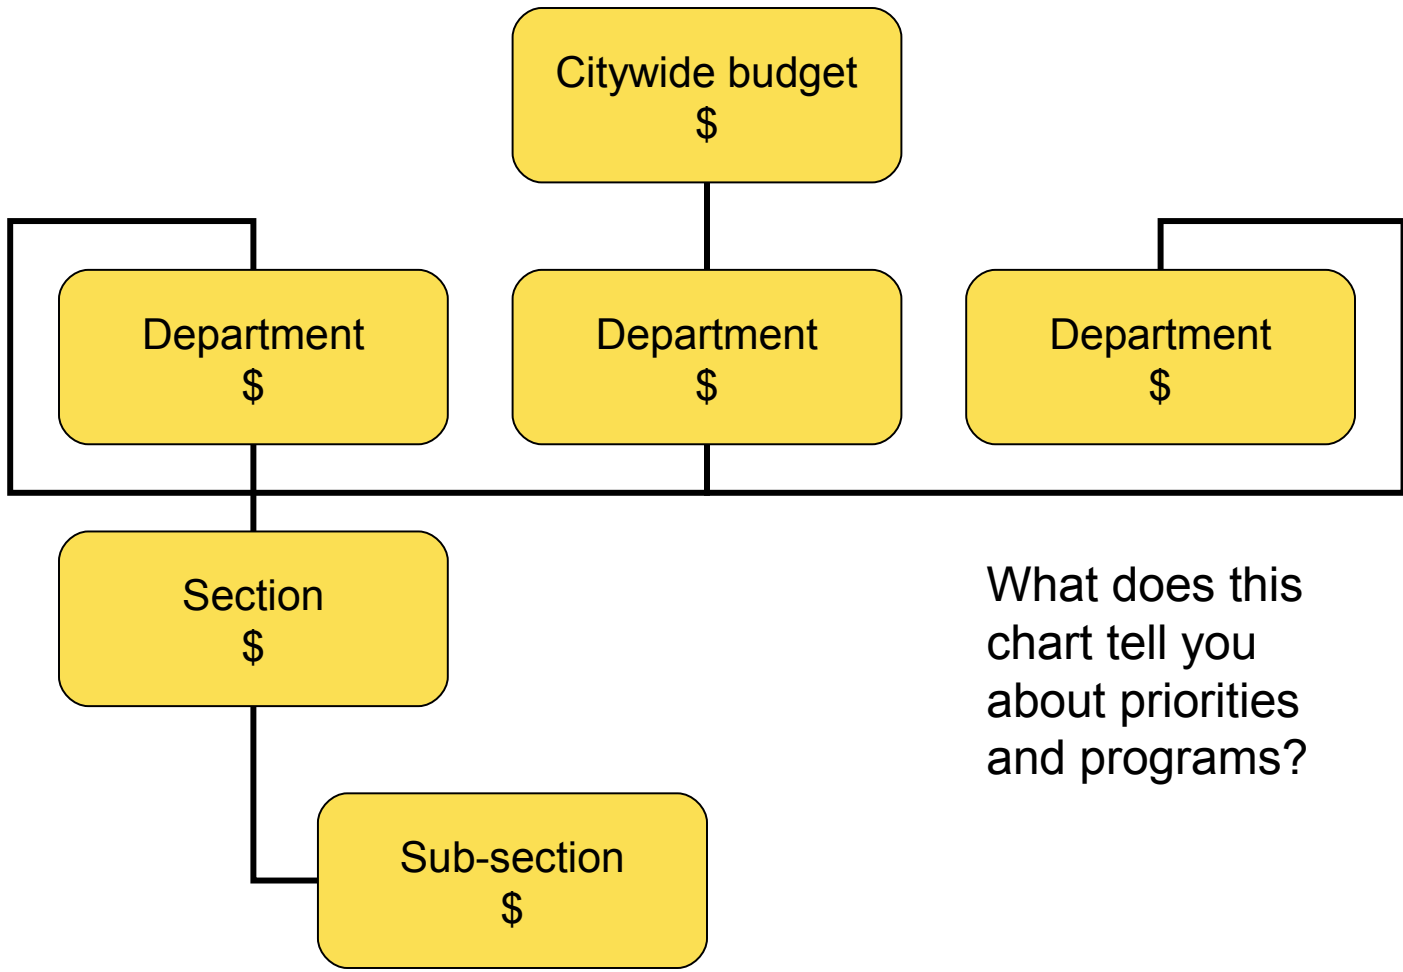 Citywide budget
$
Department
$
Department
$
Department
$
Section
$
What does this
chart tell you
about priorities
and programs?
Sub-section
$